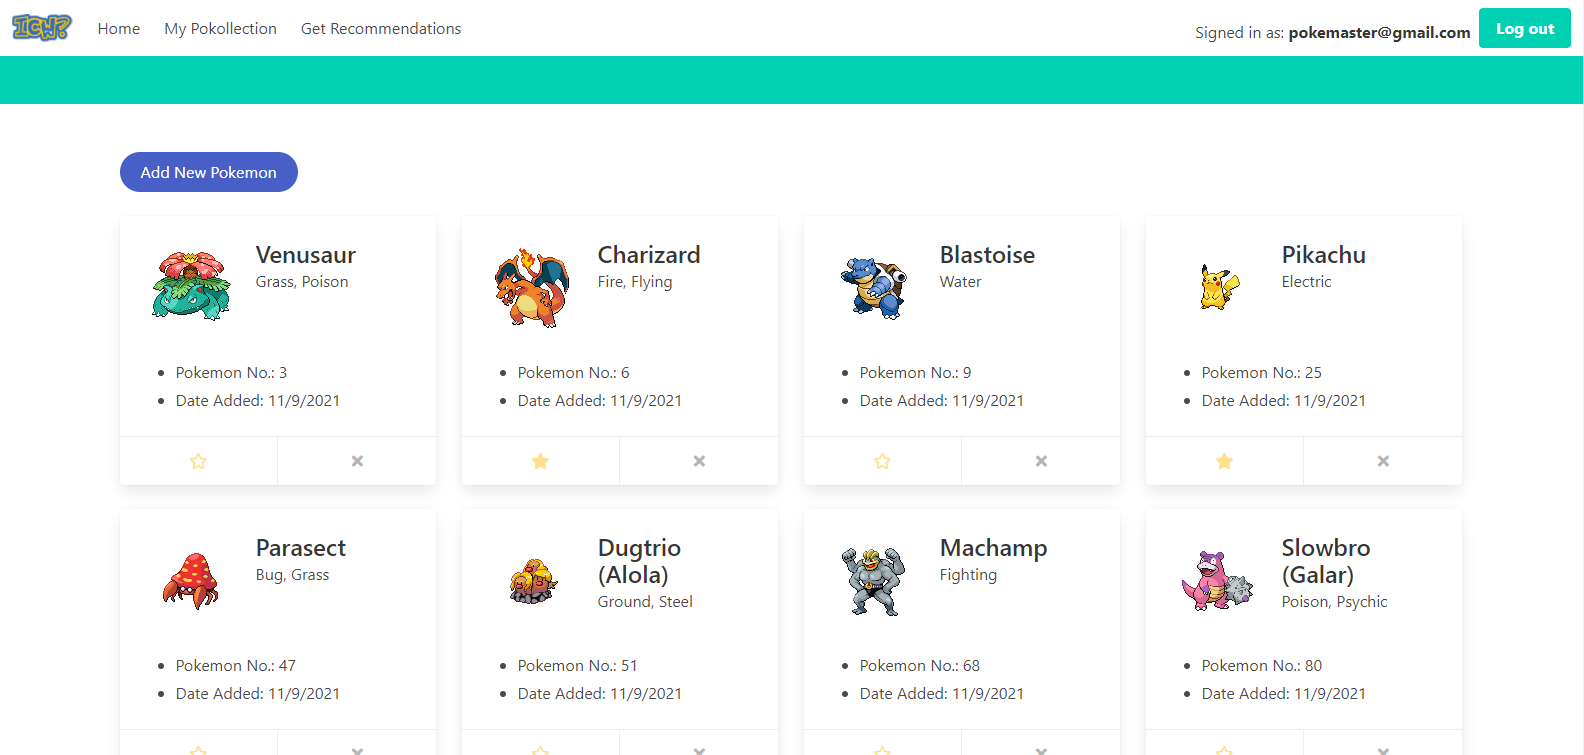 ICW?
Home
My Pokollection
Get Recommendations
Signed in as: pokemaster@gmail.com
Log out
Add New Pokemon
Venusaur
Grass, Poison
Pokemon No.: 3
Date Added: 11/9/2021
Charizard
Fire, Flying
Pokemon No.: 6
Date Added: 11/9/2021
Blastoise
Water
Pokemon No.: 9
Date Added: 11/9/2021
Pikachu
Electric
Pokemon No.: 25
Date Added: 11/9/2021
Parasect
Bug, Grass
Pokemon No.: 47
Date Added: 11/9/2021
Dugtrio
(Alola)
Ground, Steel
Pokemon No.: 51
Date Added: 11/9/2021
Machamp
Fighting
Pokemon No.: 68
Date Added: 11/9/2021
Slowbro
(Galar)
Poison, Psychic
Pokemon No.: 80
Date Added: 11/9/2021